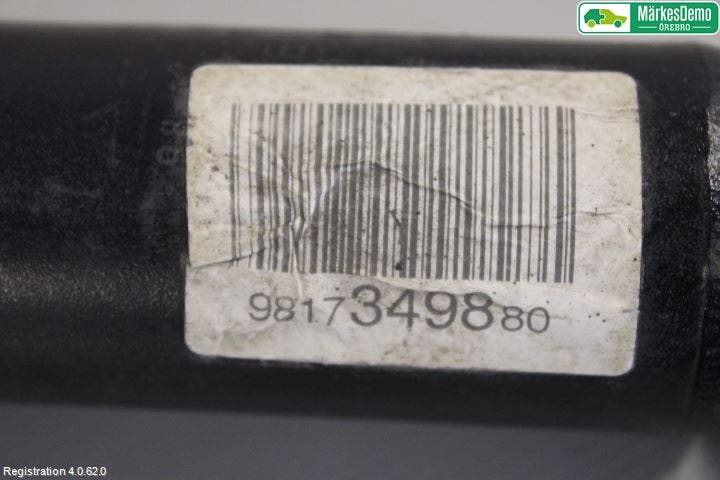 MärkesDemo
ÖREBRO
9817349880
Registration 4.0.62.0